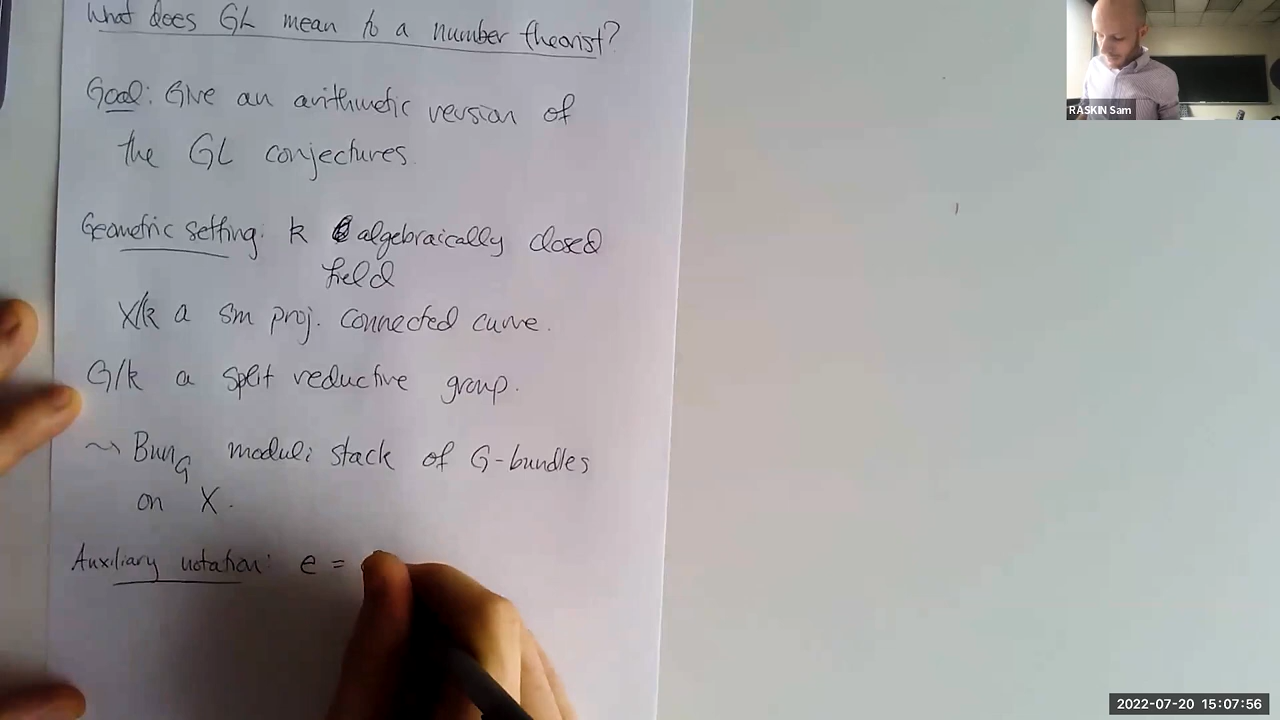 What does GL mean to a number theorist?
Goal: Give an arithmetic version of
the GL conjectures.
Geometric setting: k algebraically closed
field
X/k a sm proj. connected curve.
G/k a split reductive group.
⇝ Bun_G moduli stack of G-bundles
on X.
Auxiliary notation: e =
RASKIN Sam
2022-07-20 15:07:56